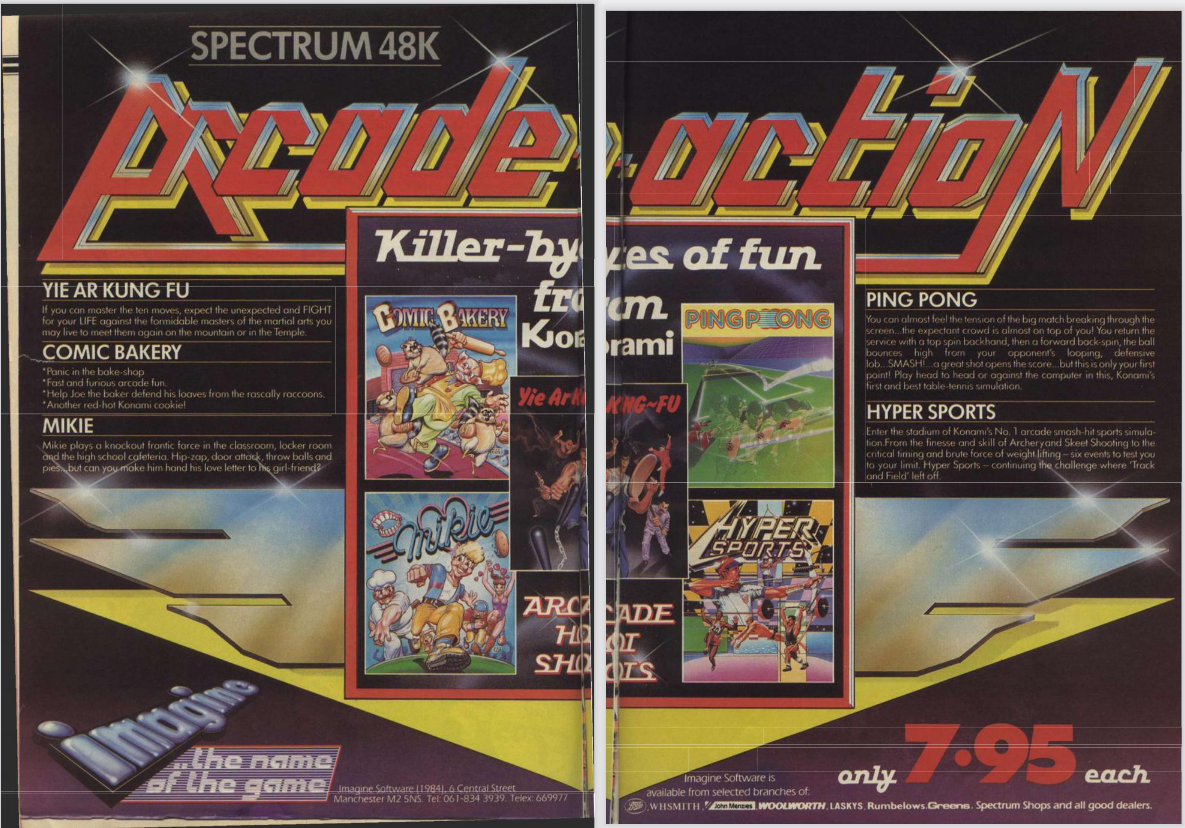 SPECTRUM 48K
Arcade action
Killer-bytes of fun
from
Konami
YIE AR KUNG FU
If you can master the ten moves, expect the unexpected and FIGHT
for your LIFE against the formidable masters of the martial arts you
may live to meet them again on the mountain or in the Temple.
COMIC BAKERY
*Panic in the bake-shop
*Fast and furious arcade fun.
*Help Joe the baker defend his loaves from the rascally raccoons.
*Another red-hot Konami cookie!
MIKIE
Mikie plays a knockout frantic farce in the classroom, locker room
and the high school cafeteria. Hip-zap, door attack, throw balls and
pies...but can you make him hand his love letter to his girl-friend?
COMIC BAKERY
Yie Ar KUNG~FU
mikie
PING PONG
HYPER
SPORTS
ARCADE
HOT
SHOTS
PING PONG
You can almost feel the tension of the big match breaking through the
screen...the expectant crowd is almost on top of you! You return the
service with a top spin backhand, then a forward back-spin, the ball
bounces high from your opponent's looping, defensive
lob...SMASH!...a great shot opens the score...but this is only your first
point! Play head to head or against the computer in this, Konami's
first and best table-tennis simulation.
HYPER SPORTS
Enter the stadium of Konami's No. 1 arcade smash-hit sports simula-
tion.From the finesse and skill of Archery and Skeet Shooting to the
critical timing and brute force of weight lifting – six events to test you
to your limit. Hyper Sports – continuing the challenge where 'Track
and Field' left off.
imagine
...the name
of the game
Imagine Software (1984), 6 Central Street
Manchester M2 5NS. Tel: 061-834 3939. Telex: 669977
only 7·95 each
Imagine Software is
available from selected branches of:
Boots, WHSMITH, John Menzies, WOOLWORTH, LASKYS, Rumbelows, Greens, Spectrum Shops and all good dealers.